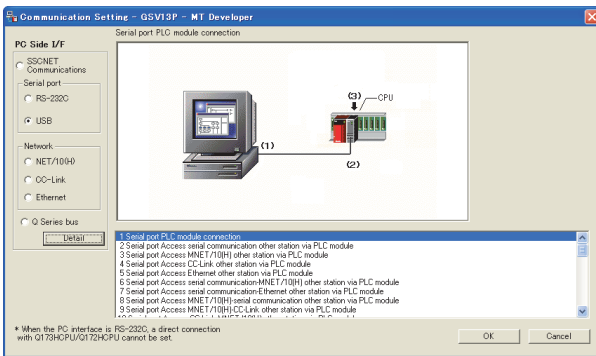 Communication Setting - GSV13P - MT Developer
PC Side I/F
SSCNET
Communications
Serial port
RS-232C
USB
Network
NET/10(H)
CC-Link
Ethernet
Q Series bus
Detail
Serial port PLC module connection
(3)
CPU
(1)
(2)
1 Serial port PLC module connection
2 Serial port Access serial communication other station via PLC module
3 Serial port Access MNET/10(H) other station via PLC module
4 Serial port Access CC-Link other station via PLC module
5 Serial port Access Ethernet other station via PLC module
6 Serial port Access serial communication-MNET/10(H) other station via PLC module
7 Serial port Access serial communication-Ethernet other station via PLC module
8 Serial port Access MNET/10(H)-serial communication other station via PLC module
9 Serial port Access MNET/10(H)-CC-Link other station via PLC module
* When the PC interface is RS-232C, a direct connection
with Q173HCPU/Q172HCPU cannot be set.
OK
Cancel